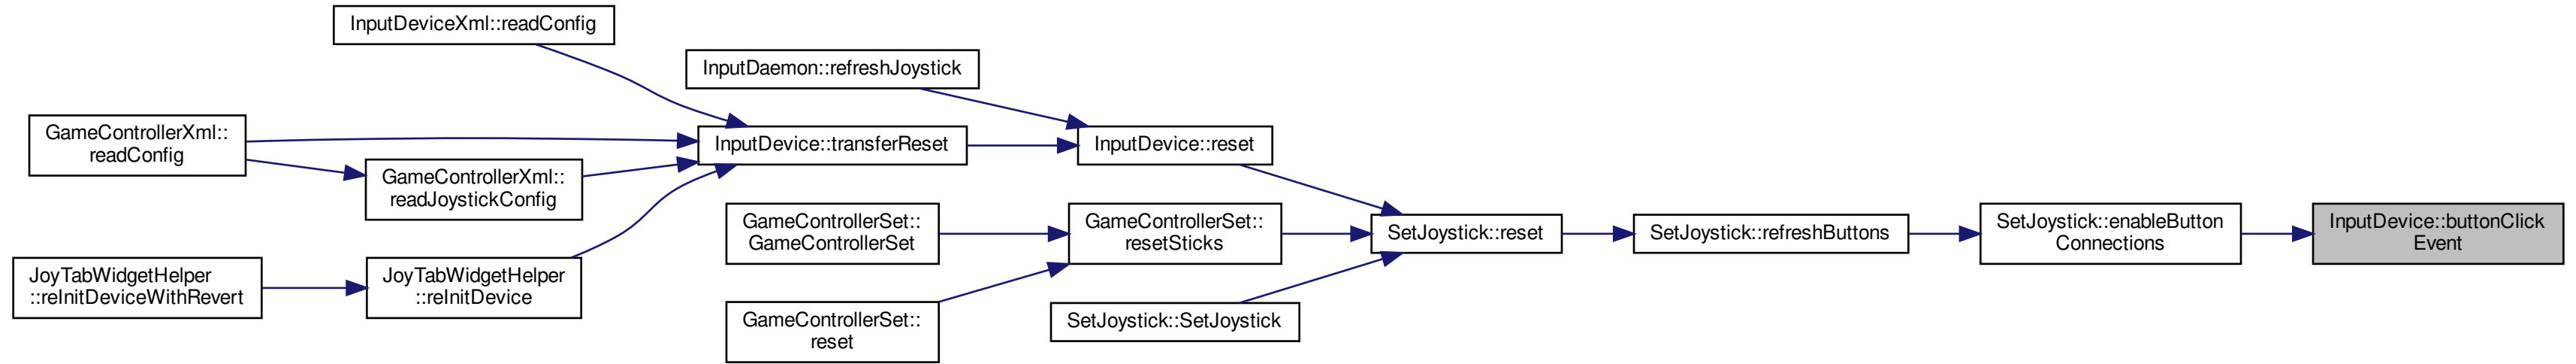 InputDeviceXml::readConfig
InputDaemon::refreshJoystick
GameControllerXml::
readConfig
InputDevice::transferReset
InputDevice::reset
GameControllerXml::
readJoystickConfig
GameControllerSet::
GameControllerSet
GameControllerSet::
resetSticks
SetJoystick::reset
SetJoystick::refreshButtons
SetJoystick::enableButton
Connections
InputDevice::buttonClick
Event
JoyTabWidgetHelper
::reInitDeviceWithRevert
JoyTabWidgetHelper
::reInitDevice
GameControllerSet::
reset
SetJoystick::SetJoystick